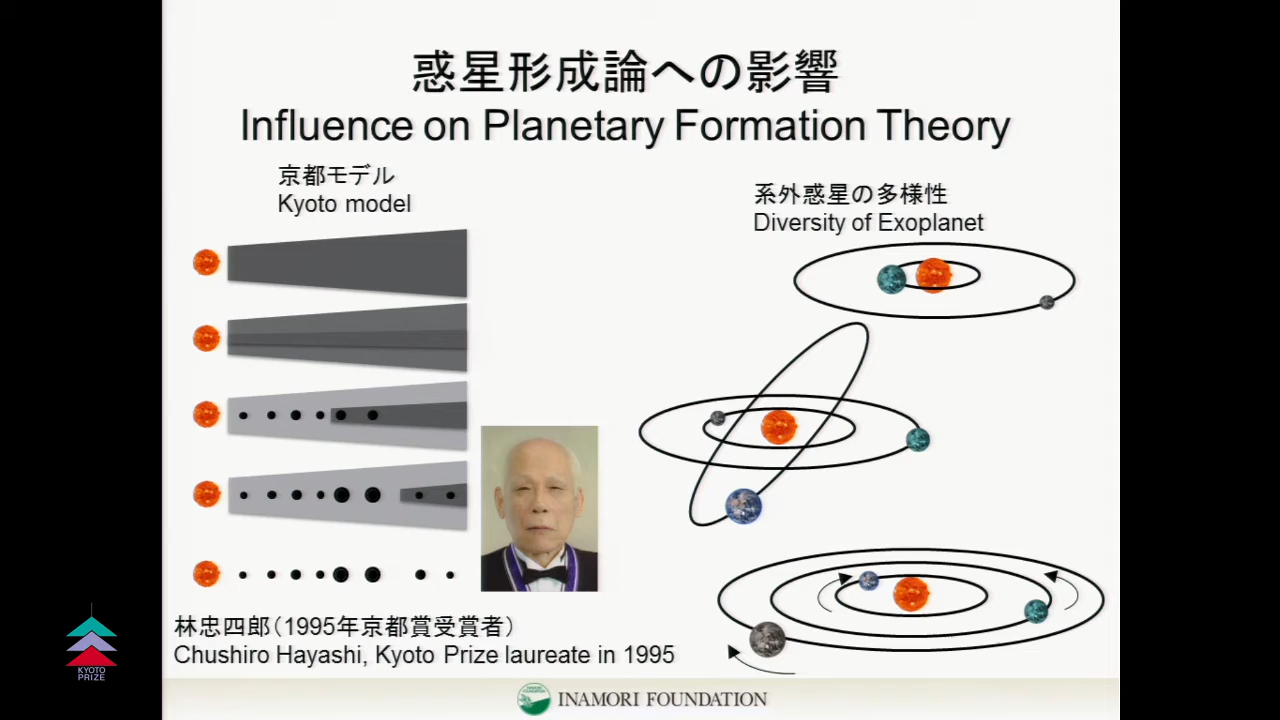 惑星形成論への影響
Influence on Planetary Formation Theory
京都モデル
Kyoto model
系外惑星の多様性
Diversity of Exoplanet
林忠四郎（1995年京都賞受賞者）
Chushiro Hayashi, Kyoto Prize laureate in 1995
KYOTO
PRIZE
INAMORI FOUNDATION